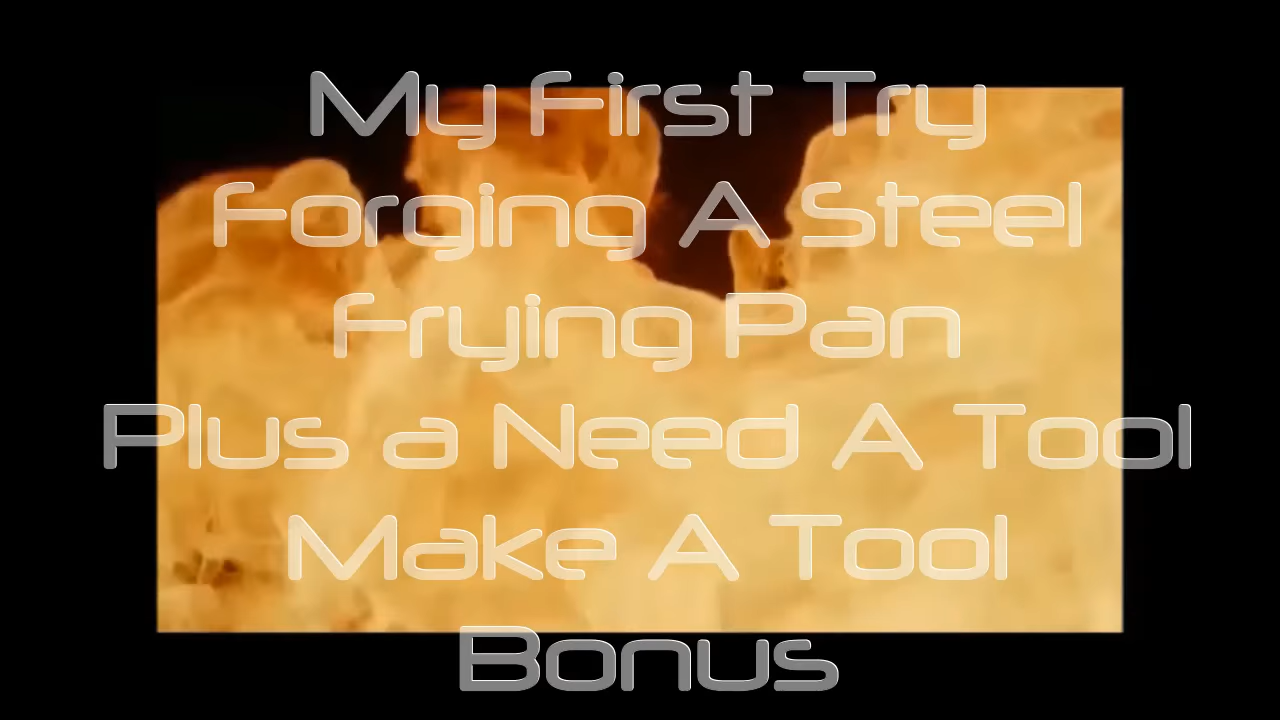 My First Try
Forging A Steel
Frying Pan
Plus a Need A Tool
Make A Tool
Bonus